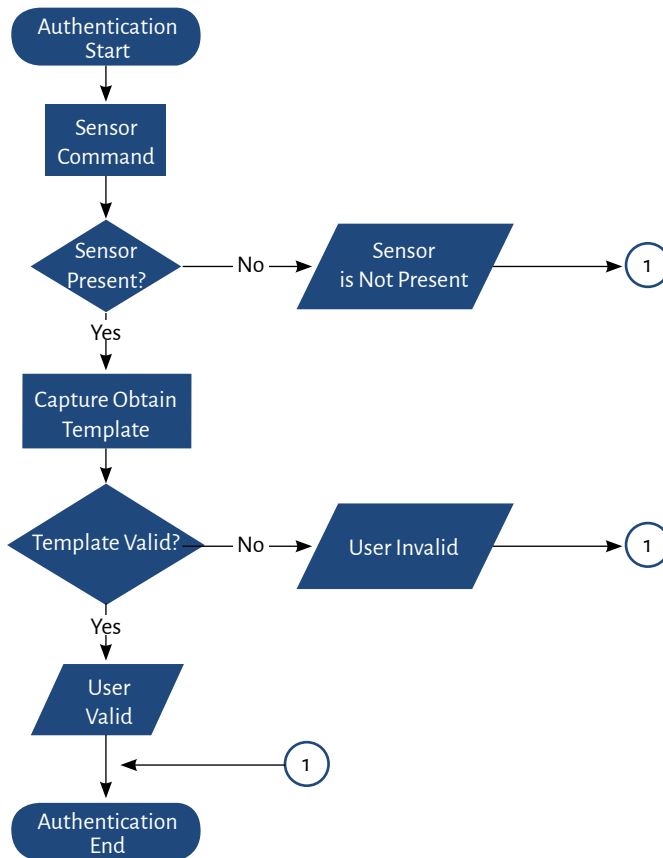 Authentication
Start
Sensor
Command
Sensor
Present?
No
Sensor
is Not Present
1
Yes
Capture Obtain
Template
Template Valid?
No
User Invalid
1
Yes
User
Valid
1
Authentication
End